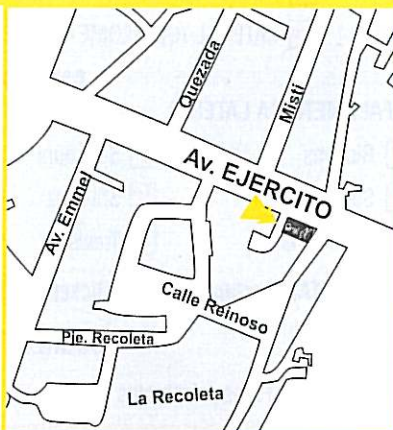 Quezada
Misti
Av. EJERCITO
Av. Emmel
Calle Reinoso
Pje. Recoleta
La Recoleta